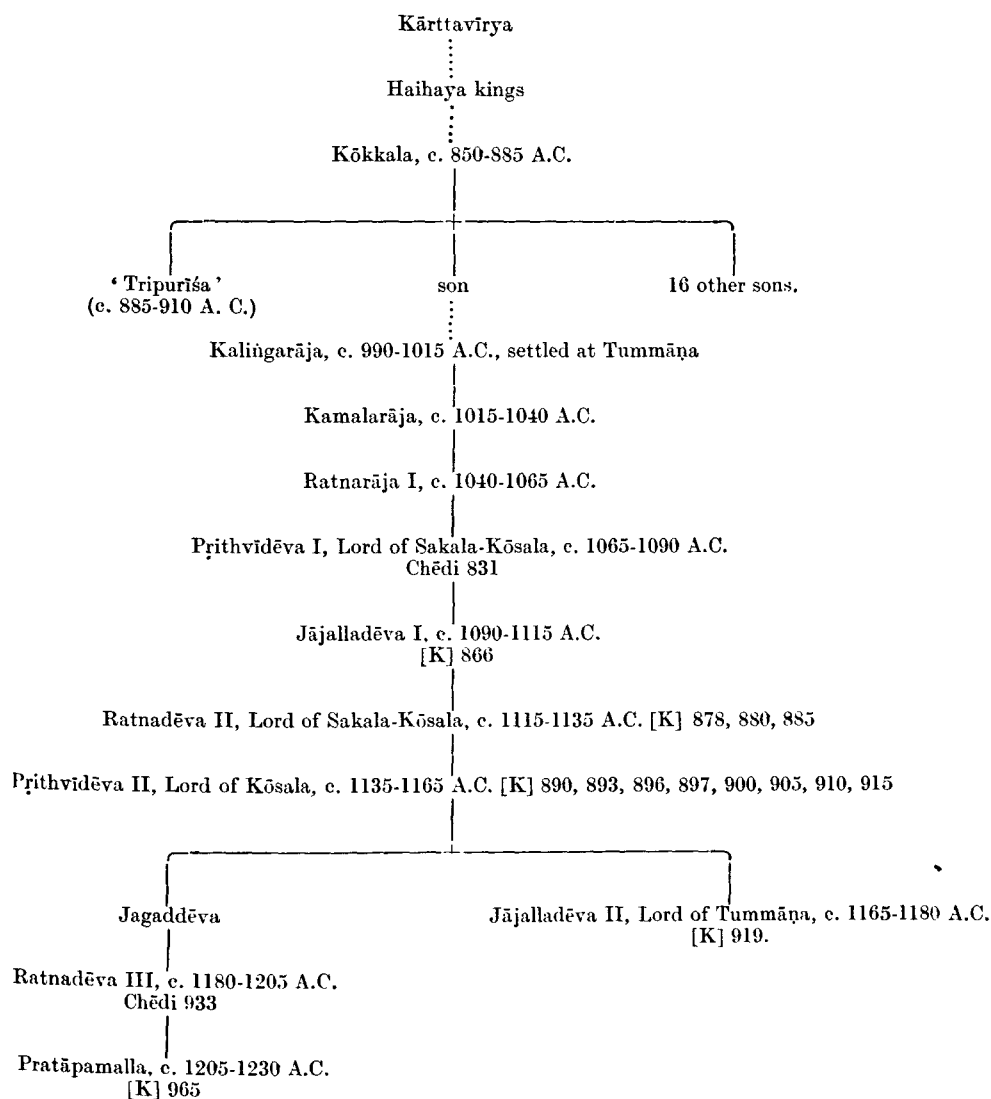 Kārttavīrya
Haihaya kings
Kōkkala, c. 850-885 A.C.
‘ Tripurīśa ’
(c. 885-910 A. C.)
son
16 other sons.
Kaliṅgarāja, c. 990-1015 A.C., settled at Tummāṇa
Kamalarāja, c. 1015-1040 A.C.
Ratnarāja I, c. 1040-1065 A.C.
Pṛithvīdēva I, Lord of Sakala-Kōsala, c. 1065-1090 A.C.
Chēdi 831
Jājalladēva I, c. 1090-1115 A.C.
[K] 866
Ratnadēva II, Lord of Sakala-Kōsala, c. 1115-1135 A.C. [K] 878, 880, 885
Pṛithvīdēva II, Lord of Kōsala, c. 1135-1165 A.C. [K] 890, 893, 896, 897, 900, 905, 910, 915
Jagaddēva
Jājalladēva II, Lord of Tummāṇa, c. 1165-1180 A.C.
[K] 919.
Ratnadēva III, c. 1180-1205 A.C.
Chēdi 933
Pratāpamalla, c. 1205-1230 A.C.
[K] 965